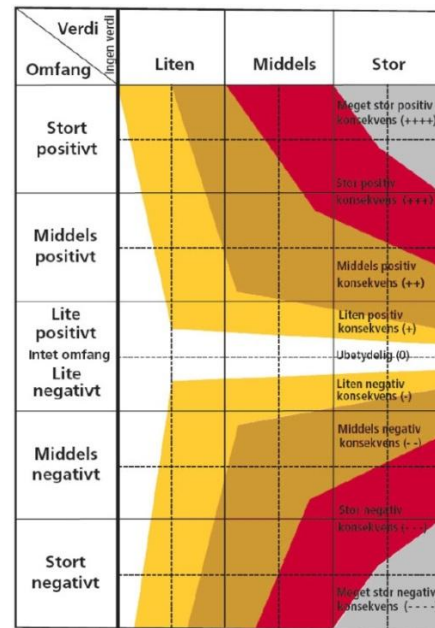 Verdi
Ingen verdi
Omfang
Liten
Middels
Stor
Stort
positivt
Meget stor positiv
konsekvens (++++)
Stor positiv
konsekvens (+++)
Middels
positivt
Middels positiv
konsekvens (++)
Lite
positivt
Liten positiv
konsekvens (+)
Intet omfang
Ubetydelig (0)
Lite
negativt
Liten negativ
konsekvens (-)
Middels
negativt
Middels negativ
konsekvens (- -)
Stor negativ
konsekvens (- - -)
Stort
negativt
Meget stor negativ
konsekvens (- - - -)